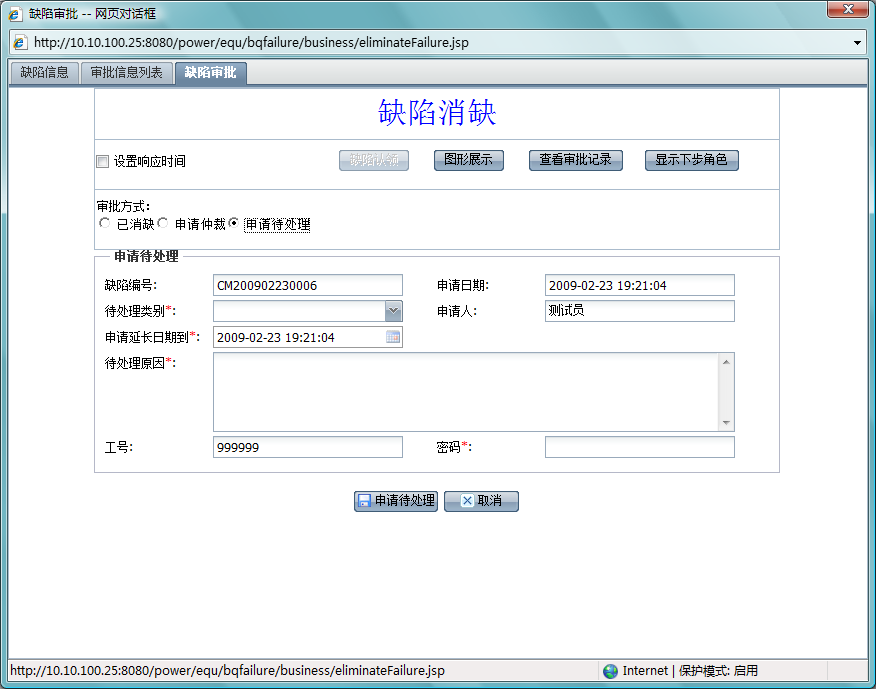 缺陷审批 -- 网页对话框
http://10.10.100.25:8080/power/equ/bqfailure/business/eliminateFailure.jsp
缺陷信息 审批信息列表 缺陷审批
缺陷消缺
设置响应时间 图形展示 查看审批记录 显示下步角色
审批方式：
已消缺 申请仲裁 申请待处理
申请待处理
缺陷编号: CM200902230006 申请日期: 2009-02-23 19:21:04
待处理类别*: 申请人: 测试员
申请延长日期到*: 2009-02-23 19:21:04
待处理原因*:
工号: 999999 密码*:
申请待处理 取消
http://10.10.100.25:8080/power/equ/bqfailure/business/eliminateFailure.jsp Internet | 保护模式: 启用